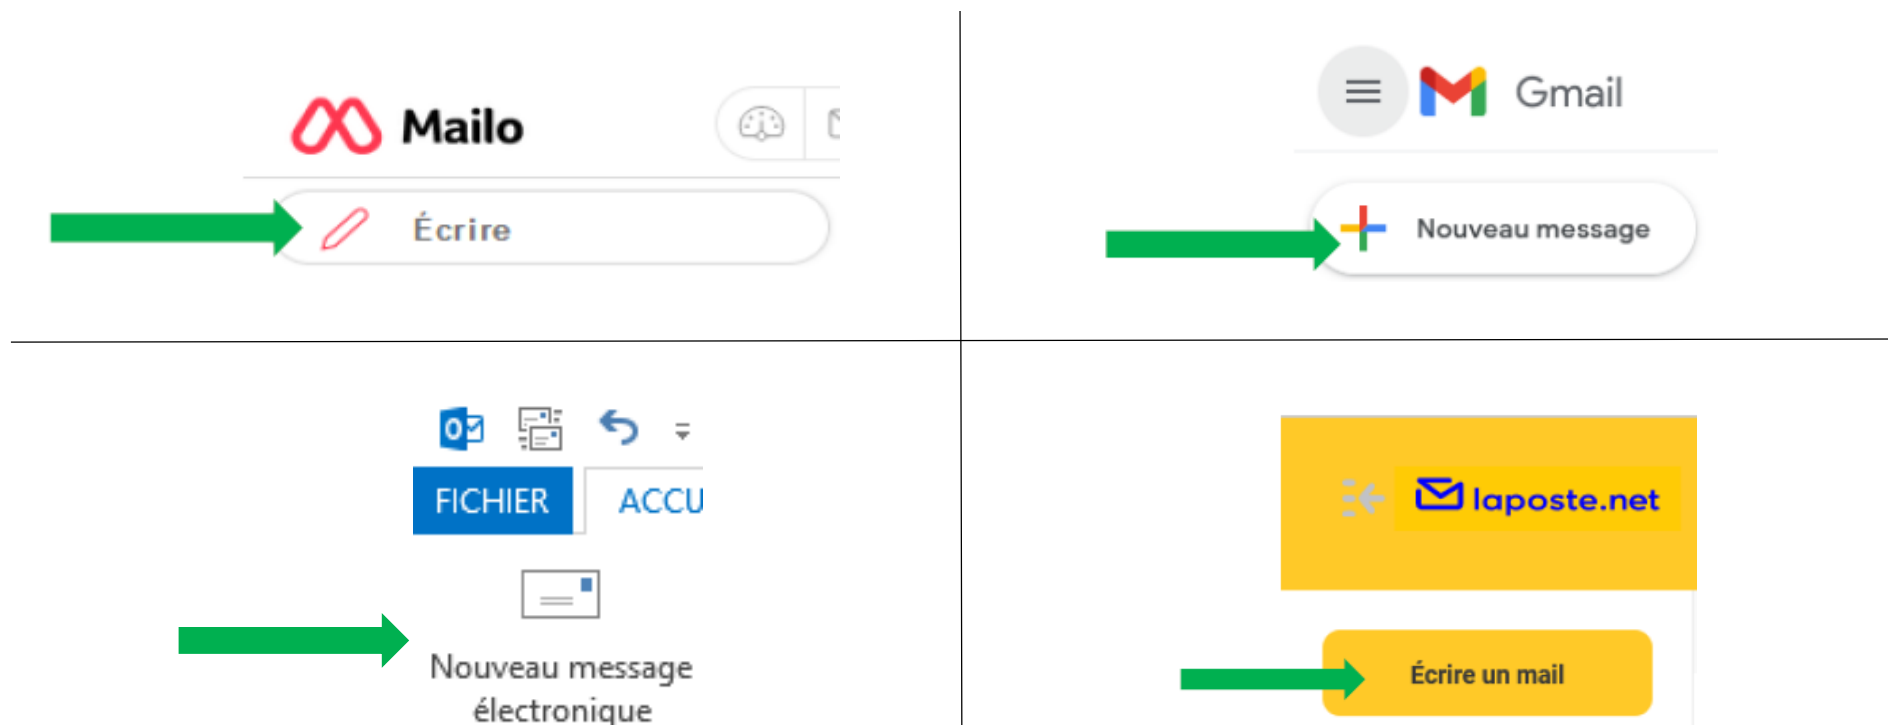 Mailo
Écrire
Gmail
Nouveau message
FICHIER ACCU
Nouveau message
électronique
laposte.net
Écrire un mail